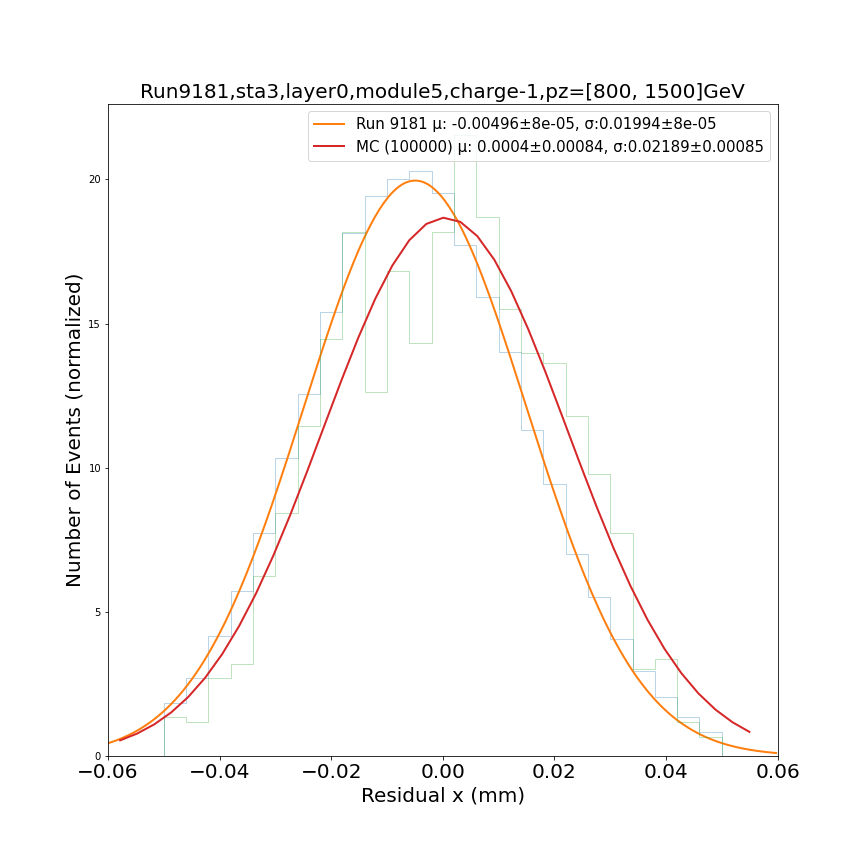 Run9181,sta3,layer0,module5,charge-1,pz=[800, 1500]GeV
Run 9181 μ: -0.00496±8e-05, σ:0.01994±8e-05
MC (100000) μ: 0.0004±0.00084, σ:0.02189±0.00085
Number of Events (normalized)
20
15
10
5
0
−0.06 −0.04 −0.02 0.00 0.02 0.04 0.06
Residual x (mm)